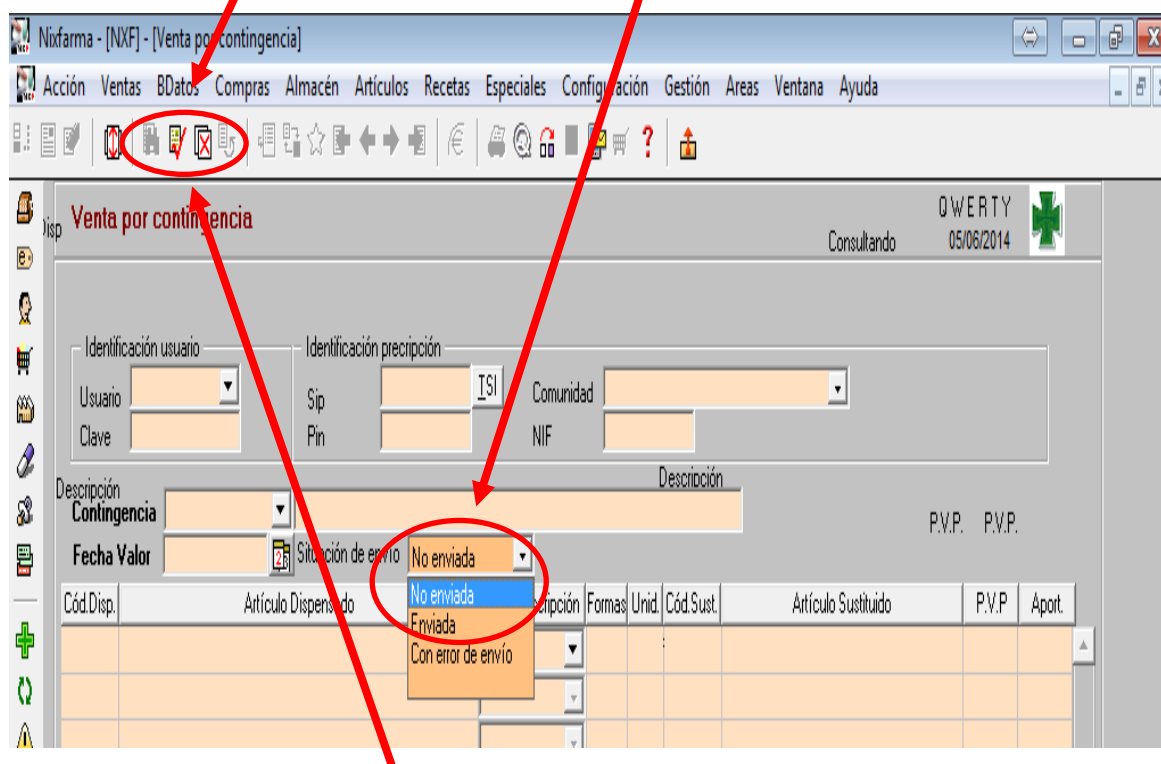 Nixfarma - [NXF] - [Venta por contingencia]
Acción Ventas BDatos Compras Almacén Artículos Recetas Especiales Configuración Gestión Areas Ventana Ayuda
Disp Venta por contingencia
QWERTY
Consultando 05/06/2014
Identificación usuario
Identificación precripción
Usuario
Sip
TSI
Comunidad
Clave
Pin
NIF
Descripción
Descripción
Contingencia
P.V.P. P.V.P.
Fecha Valor
Situación de envío
No enviada
Cód.Disp. Artículo Dispensado cripción Formas Unid. Cód.Sust. Artículo Sustituido P.V.P Aport.
No enviada
Enviada
Con error de envío